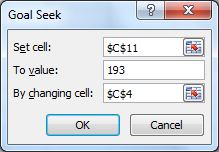 Goal Seek
Set cell: $C$11
To value: 193
By changing cell: $C$4
OK Cancel